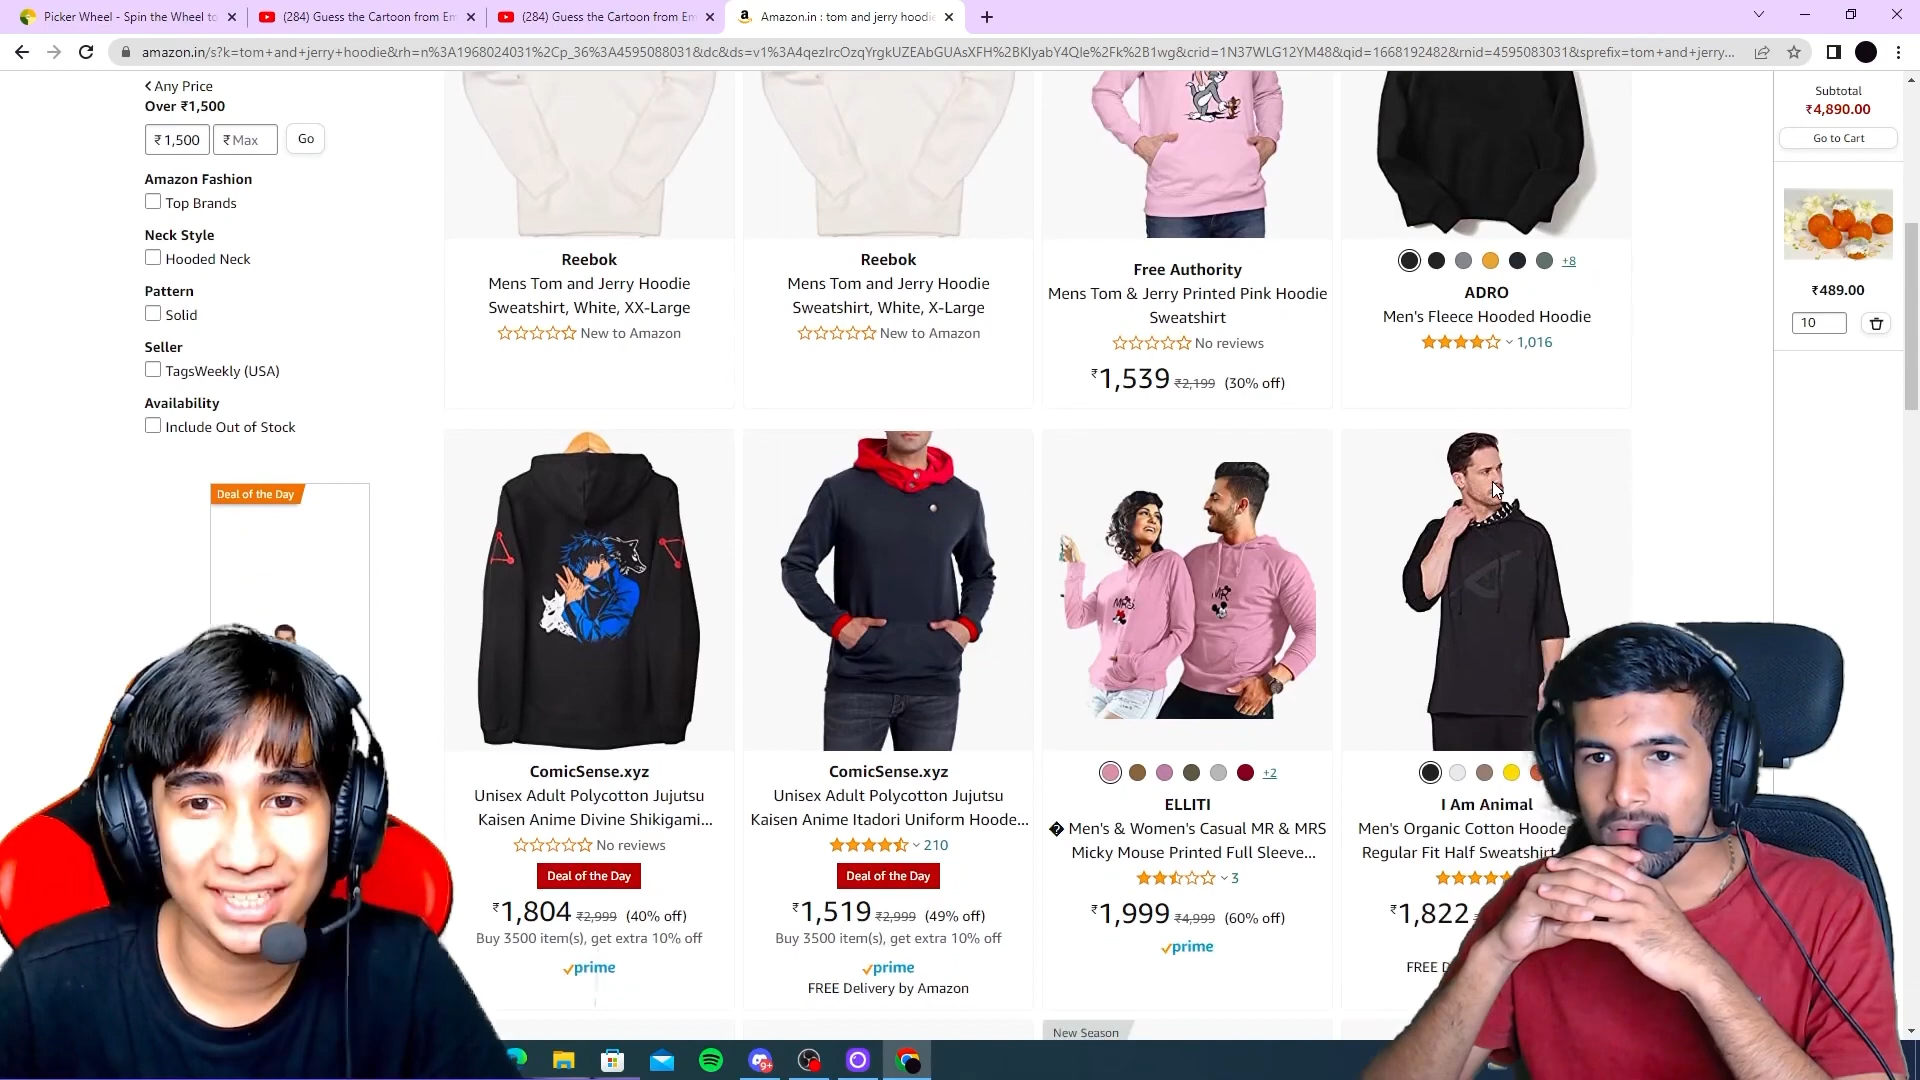 Picker Wheel - Spin the Wheel to
(284) Guess the Cartoon from Em
(284) Guess the Cartoon from Em
Amazon.in : tom and jerry hoodie
amazon.in/s?k=tom+and+jerry+hoodie&rh=n%3A1968024031%2Cp_36%3A4595088031&dc&ds=v1%3A4qezIrcOzqYrgkUZEAbGUAsXFH%2BKIyabY4QIe%2Fk%2B1wg&crid=1N37WLG12YM48&qid=1668192482&rnid=4595083031&sprefix=tom+and+jerry...
Any Price
Over ₹1,500
₹ 1,500
₹ Max
Go
Amazon Fashion
Top Brands
Neck Style
Hooded Neck
Pattern
Solid
Seller
TagsWeekly (USA)
Availability
Include Out of Stock
Deal of the Day
Reebok
Mens Tom and Jerry Hoodie
Sweatshirt, White, XX-Large
New to Amazon
Reebok
Mens Tom and Jerry Hoodie
Sweatshirt, White, X-Large
New to Amazon
Free Authority
Mens Tom & Jerry Printed Pink Hoodie
Sweatshirt
No reviews
₹1,539 ₹2,199 (30% off)
+8
ADRO
Men's Fleece Hooded Hoodie
1,016
ComicSense.xyz
Unisex Adult Polycotton Jujutsu
Kaisen Anime Divine Shikigami...
No reviews
Deal of the Day
₹1,804 ₹2,999 (40% off)
Buy 3500 item(s), get extra 10% off
prime
ComicSense.xyz
Unisex Adult Polycotton Jujutsu
Kaisen Anime Itadori Uniform Hoode...
210
Deal of the Day
₹1,519 ₹2,999 (49% off)
Buy 3500 item(s), get extra 10% off
prime
FREE Delivery by Amazon
MRS
MR
+2
ELLITI
� Men's & Women's Casual MR & MRS
Micky Mouse Printed Full Sleeve...
3
₹1,999 ₹4,999 (60% off)
prime
New Season
I Am Animal
Men's Organic Cotton Hoode
Regular Fit Half Sweatshirt
₹1,822
FREE D
Subtotal
₹4,890.00
Go to Cart
₹489.00
10
9+